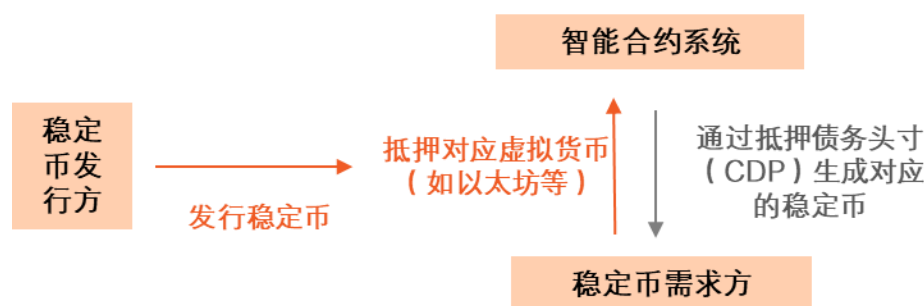 智能合约系统
稳定
币发
行方
发行稳定币
抵押对应虚拟货币
（如以太坊等）
通过抵押债务头寸
（CDP）生成对应
的稳定币
稳定币需求方